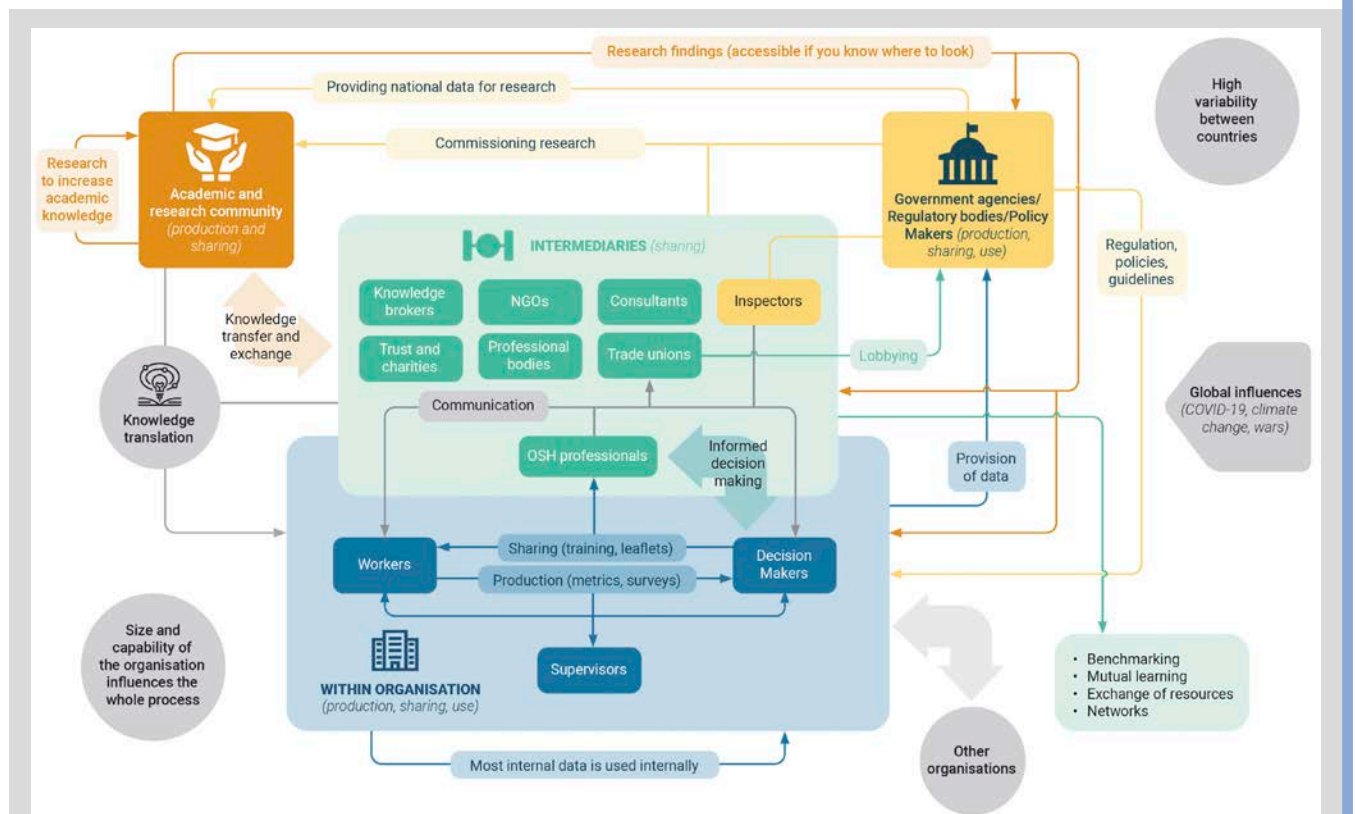 Research findings (accessible if you know where to look)
Providing national data for research
Commissioning research
High
variability
between
countries
Research
to increase
academic
knowledge
Academic and
research community
(production and
sharing)
Government agencies/
Regulatory bodies/Policy
Makers (production,
sharing, use)
Regulation,
policies,
guidelines
INTERMEDIARIES (sharing)
Knowledge
brokers
NGOs
Consultants
Inspectors
Trust and
charities
Professional
bodies
Trade unions
Lobbying
Knowledge
transfer and
exchange
Knowledge
translation
Communication
OSH professionals
Informed
decision
making
Provision
of data
Global influences
(COVID-19, climate
change, wars)
Workers
Sharing (training, leaflets)
Production (metrics, surveys)
Decision
Makers
Supervisors
WITHIN ORGANISATION
(production, sharing, use)
Size and
capability of
the organisation
influences the
whole process
Most internal data is used internally
Other
organisations
• Benchmarking
• Mutual learning
• Exchange of resources
• Networks